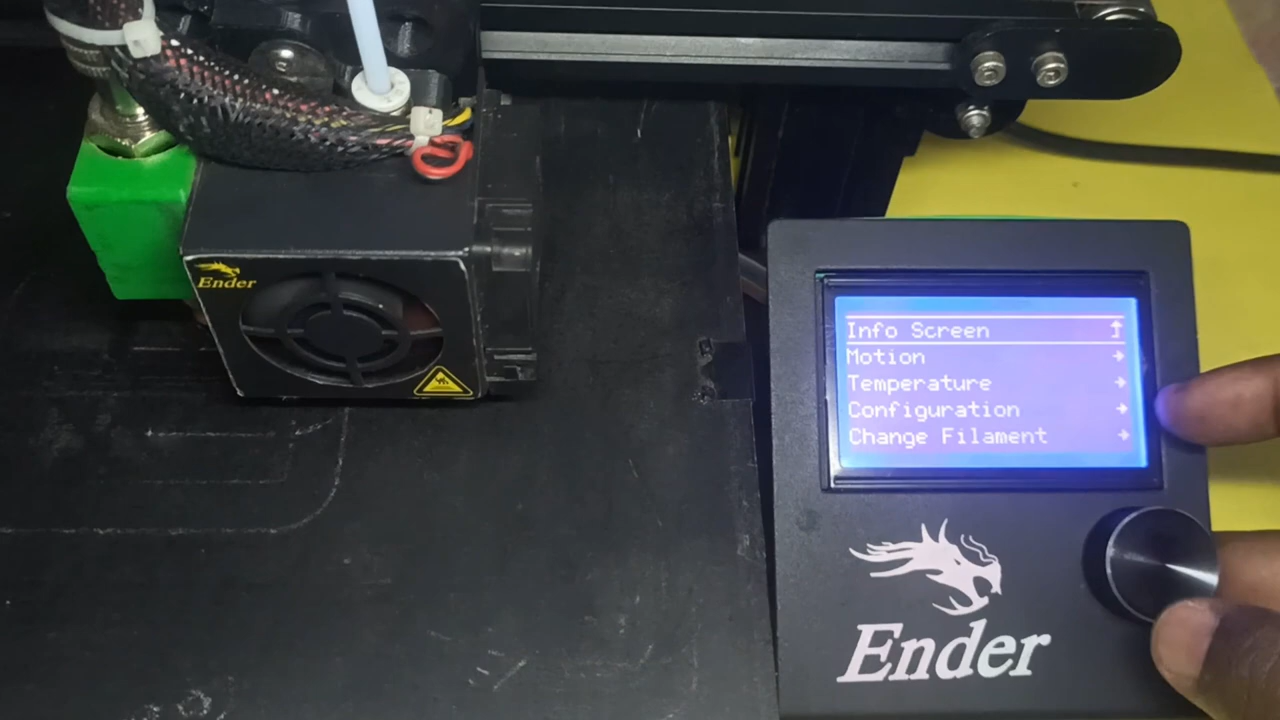 Ender
Info Screen
Motion
Temperature
Configuration
Change Filament
Ender